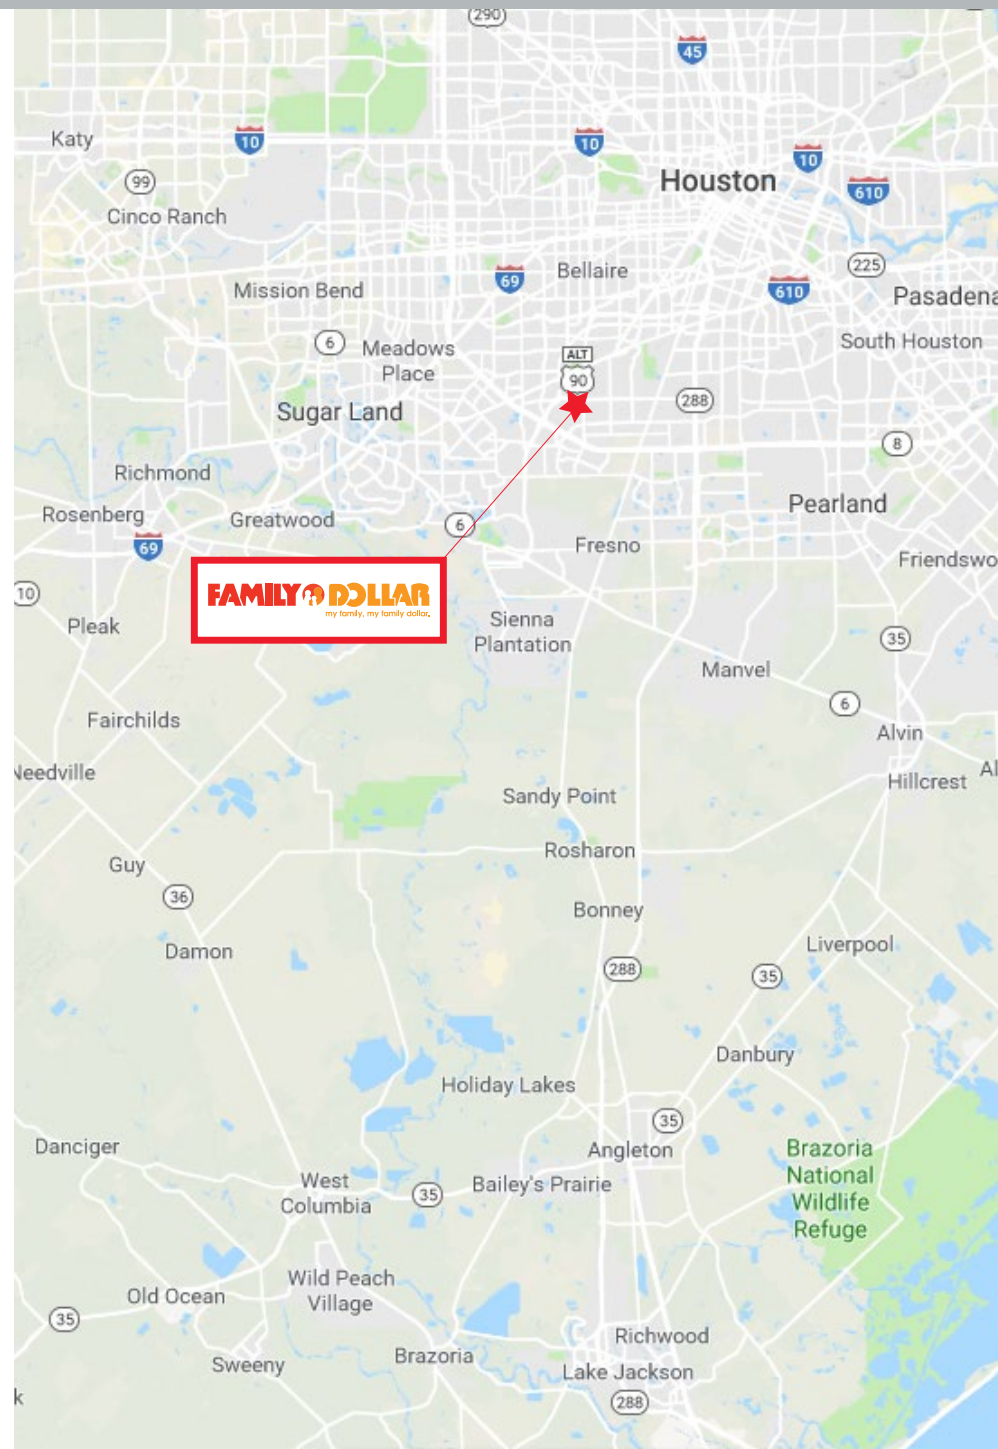 290
45
Katy
10
10
10
99
Houston
610
Cinco Ranch
Bellaire
225
69
Mission Bend
610
Pasadena
6
Meadows
Place
ALT
90
South Houston
288
Sugar Land
8
Richmond
Pearland
Rosenberg
Greatwood
6
69
Fresno
Friendswo
10
FAMILY DOLLAR
my family, my family dollar.
Pleak
Sienna
Plantation
35
Manvel
6
Fairchilds
Alvin
Needville
Hillcrest
Al
Sandy Point
Rosharon
Guy
36
Bonney
Damon
Liverpool
288
35
Danbury
Holiday Lakes
35
Danciger
Angleton
Brazoria
National
Wildlife
Refuge
West
Columbia
35
Bailey's Prairie
Wild Peach
Village
Old Ocean
35
Richwood
Sweeny
Brazoria
Lake Jackson
k
288